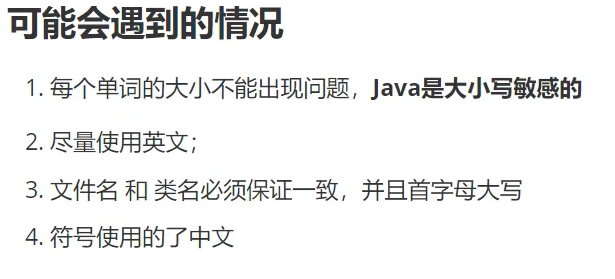 可能会遇到的情况
1. 每个单词的大小不能出现问题，Java是大小写敏感的
2. 尽量使用英文；
3. 文件名 和 类名必须保证一致，并且首字母大写
4. 符号使用的了中文